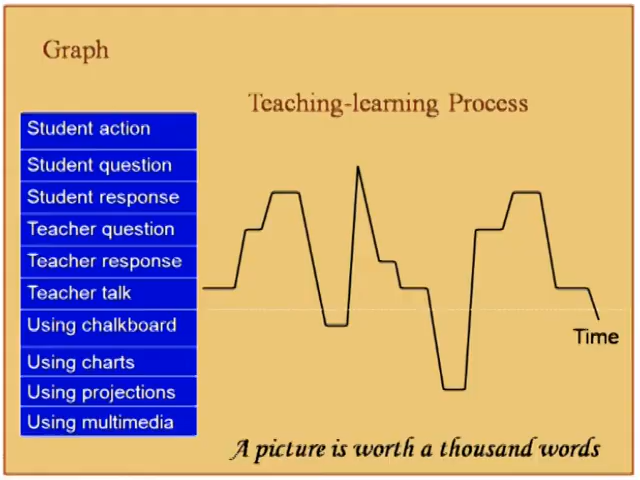 Graph
Teaching-learning Process
Student action
Student question
Student response
Teacher question
Teacher response
Teacher talk
Using chalkboard
Using charts
Using projections
Using multimedia
Time
A picture is worth a thousand words